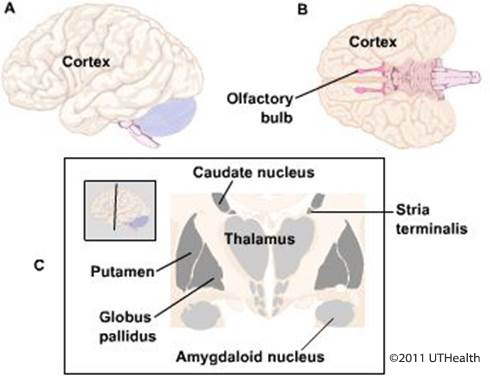 A
B
Cortex
Cortex
Olfactory
bulb
C
Caudate nucleus
Stria
terminalis
Thalamus
Putamen
Globus
pallidus
Amygdaloid nucleus
©2011 UTHealth